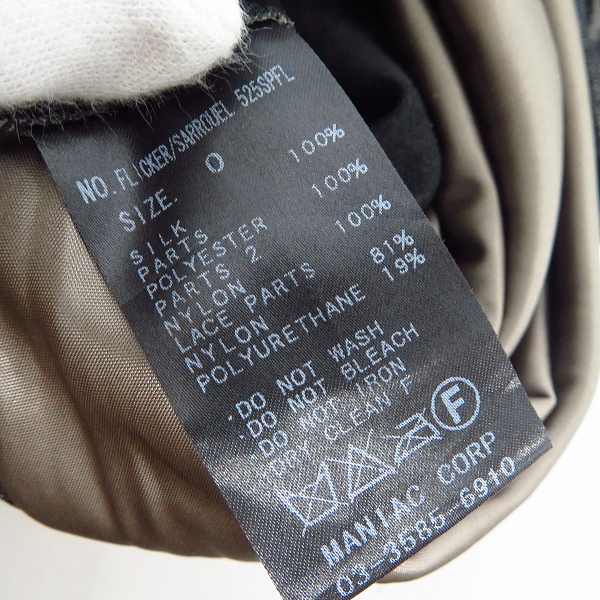 NO. FLICKER/SARROUEL 525SPFL
SIZE. 0
SILK 100%
PARTS
POLYESTER 100%
PARTS 2
NYLON 100%
LACE PARTS
NYLON 81%
POLYURETHANE 19%
·DO NOT WASH
·DO NOT BLEACH
DO NOT IRON
DRY CLEAN F
F
MANIAC CORP
03-3585-6910